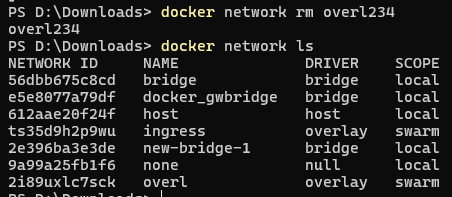 PS D:\Downloads> docker network rm overl234
overl234
PS D:\Downloads> docker network ls
NETWORK ID     NAME              DRIVER    SCOPE
56dbb675c8cd   bridge            bridge    local
e5e8077a79df   docker_gwbridge   bridge    local
612aae20f24f   host              host      local
ts35d9h2p9wu   ingress           overlay   swarm
2e396ba3e3de   new-bridge-1      bridge    local
9a99a25fb1f6   none              null      local
2i89uxlc7sck   overl             overlay   swarm
PS D:\Downloads>